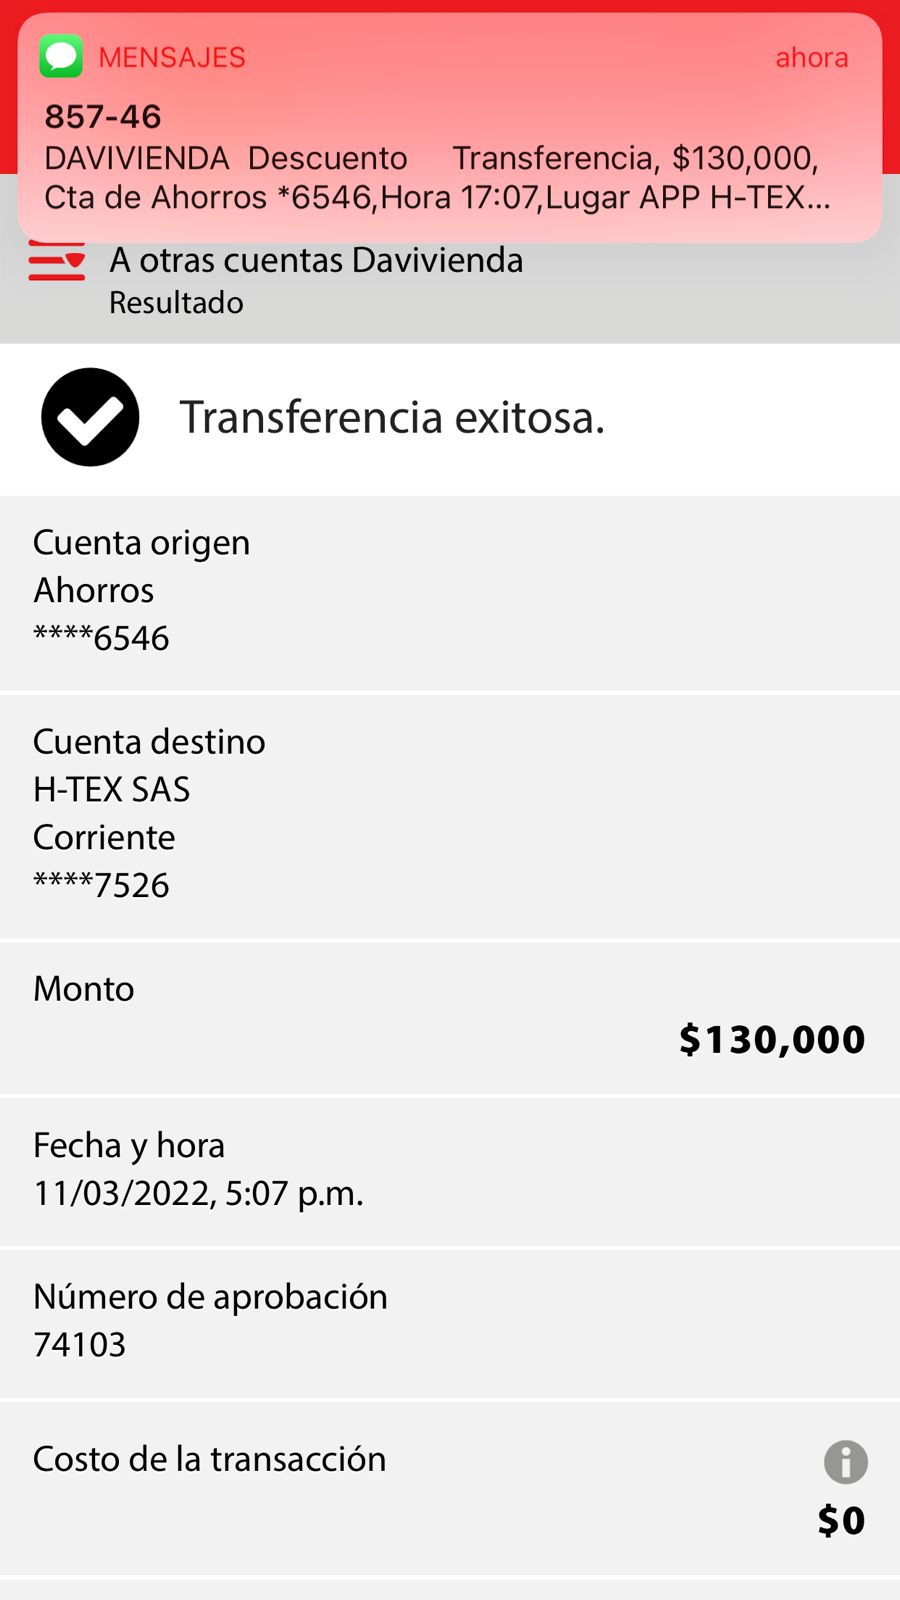 MENSAJES ahora
857-46
DAVIVIENDA Descuento Transferencia, $130,000,
Cta de Ahorros *6546,Hora 17:07,Lugar APP H-TEX...
A otras cuentas Davivienda
Resultado
Transferencia exitosa.
Cuenta origen
Ahorros
****6546
Cuenta destino
H-TEX SAS
Corriente
****7526
Monto
$130,000
Fecha y hora
11/03/2022, 5:07 p.m.
Número de aprobación
74103
Costo de la transacción
$0